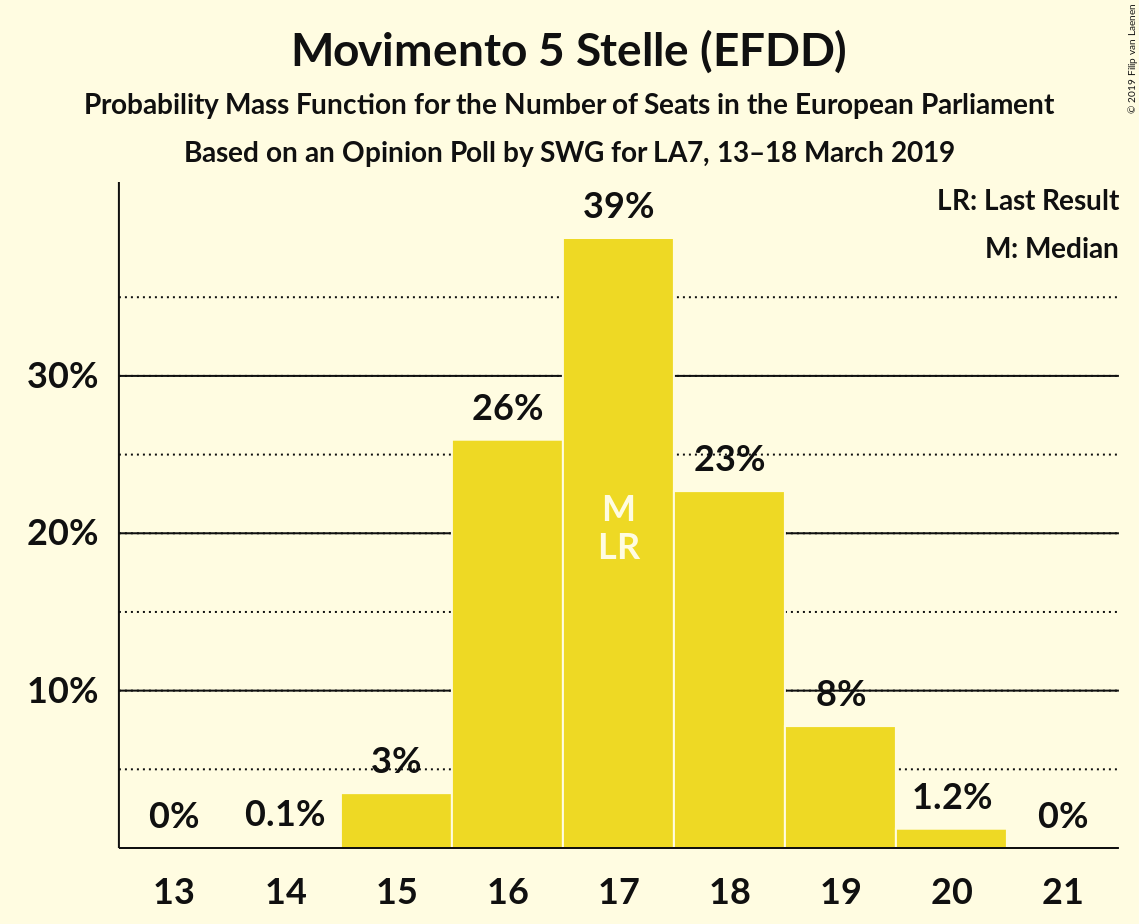 Movimento 5 Stelle (EFDD)
Probability Mass Function for the Number of Seats in the European Parliament
Based on an Opinion Poll by SWG for LA7, 13–18 March 2019
© 2019 Filip van Laenen
LR: Last Result
M: Median
39%
30%
26%
23%
M
LR
20%
10%
8%
3%
1.2%
0%
0.1%
0%
13 14 15 16 17 18 19 20 21